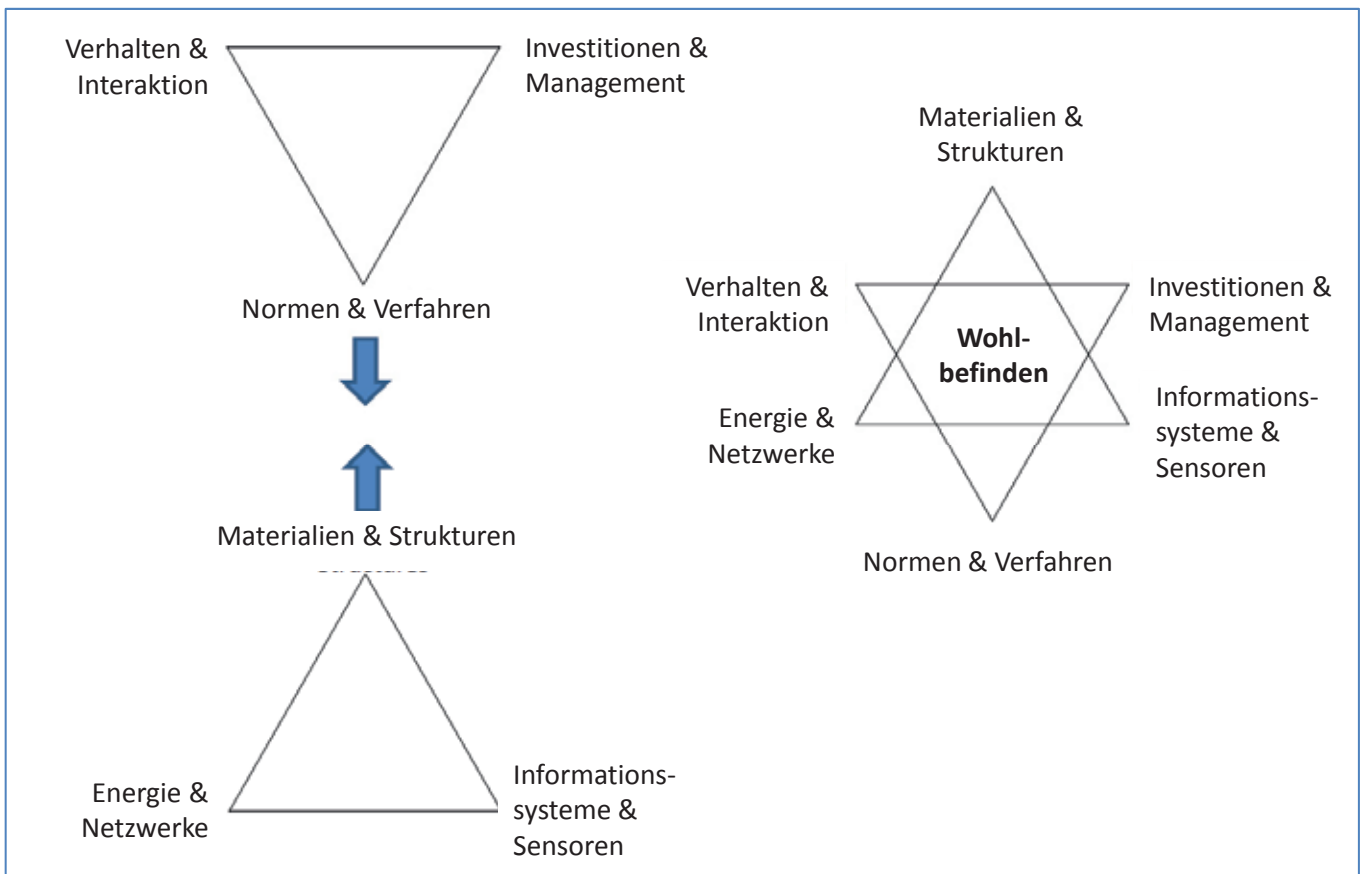 Verhalten &
Interaktion
Investitionen &
Management
Normen & Verfahren
Materialien & Strukturen
Energie &
Netzwerke
Informations-
systeme &
Sensoren
Materialien &
Strukturen
Verhalten &
Interaktion
Investitionen &
Management
Wohl-
befinden
Energie &
Netzwerke
Informations-
systeme &
Sensoren
Normen & Verfahren